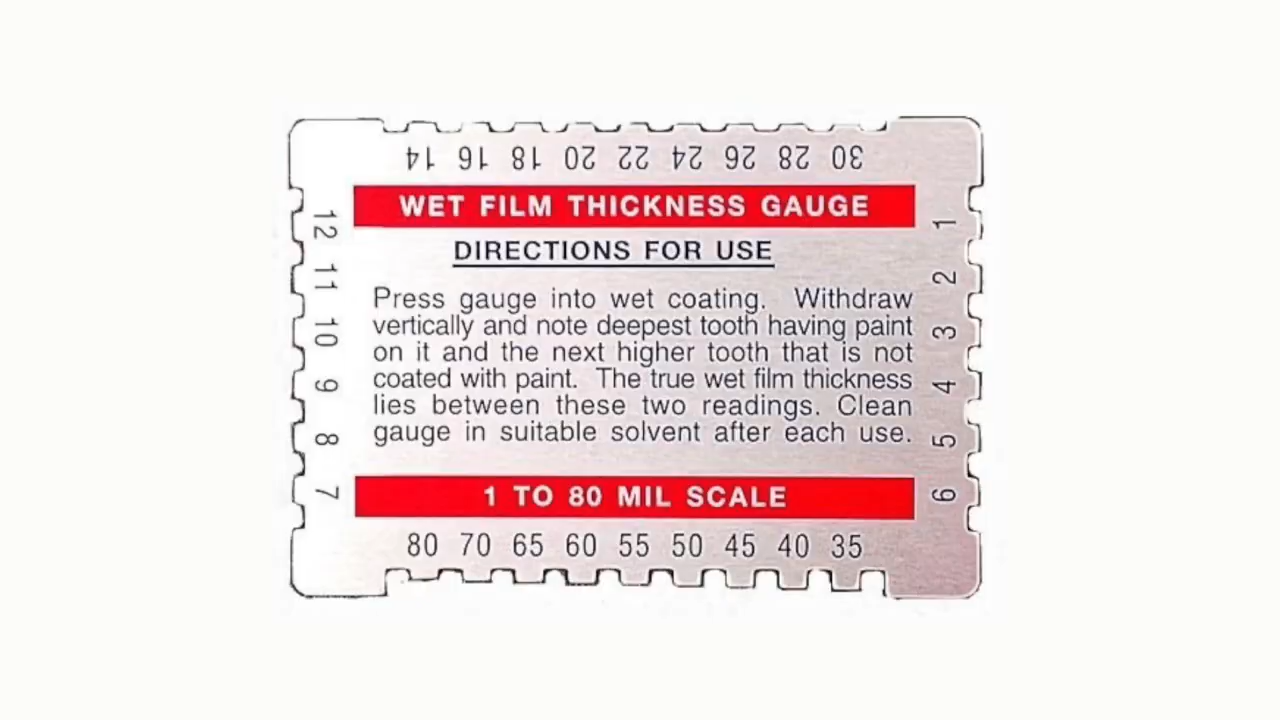 14 16 18 20 22 24 26 28 30
WET FILM THICKNESS GAUGE
DIRECTIONS FOR USE
Press gauge into wet coating. Withdraw
vertically and note deepest tooth having paint
on it and the next higher tooth that is not
coated with paint. The true wet film thickness
lies between these two readings. Clean
gauge in suitable solvent after each use.
1 TO 80 MIL SCALE
80 70 65 60 55 50 45 40 35
12
11
10
9
8
7
1
2
3
4
5
6